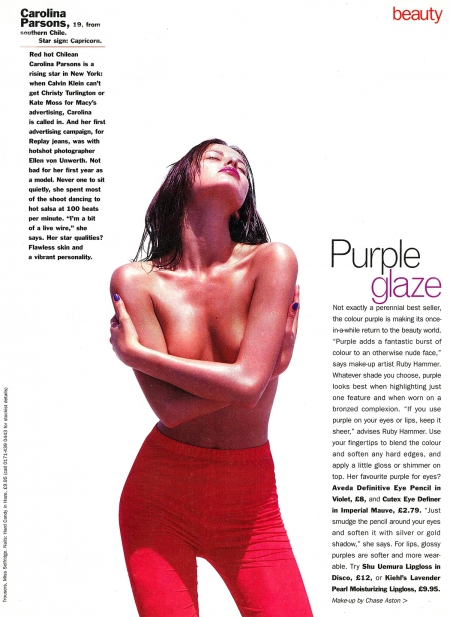 Carolina
Parsons, 19, from
southern Chile.
Star sign: Capricorn.
Red hot Chilean
Carolina Parsons is a
rising star in New York:
when Calvin Klein can't
get Christy Turlington or
Kate Moss for Macy's
advertising, Carolina
is called in. And her first
advertising campaign, for
Replay jeans, was with
hotshot photographer
Ellen von Unwerth. Not
bad for her first year as
a model. Never one to sit
quietly, she spent most
of the shoot dancing to
hot salsa at 100 beats
per minute. “I'm a bit
of a live wire,” she
says. Her star qualities?
Flawless skin and
a vibrant personality.
beauty
Purple
glaze
Not exactly a perennial best seller,
the colour purple is making its once-
in-a-while return to the beauty world.
“Purple adds a fantastic burst of
colour to an otherwise nude face,”
says make-up artist Ruby Hammer.
Whatever shade you choose, purple
looks best when highlighting just
one feature and when worn on a
bronzed complexion. “If you use
purple on your eyes or lips, keep it
sheer,” advises Ruby Hammer. Use
your fingertips to blend the colour
and soften any hard edges, and
apply a little gloss or shimmer on
top. Her favourite purple for eyes?
Aveda Definitive Eye Pencil in
Violet, £8, and Cutex Eye Definer
in Imperial Mauve, £2.79. “Just
smudge the pencil around your eyes
and soften it with silver or gold
shadow,” she says. For lips, glossy
purples are softer and more wear-
able. Try Shu Uemura Lipgloss in
Disco, £12, or Kiehl's Lavender
Pearl Moisturizing Lipgloss, £9.95.
Make-up by Chase Aston >
Trousers, Miss Selfridge. Nails: Hard Candy in Hass, £9.95 (call 0171-439 0403 for stockist details)